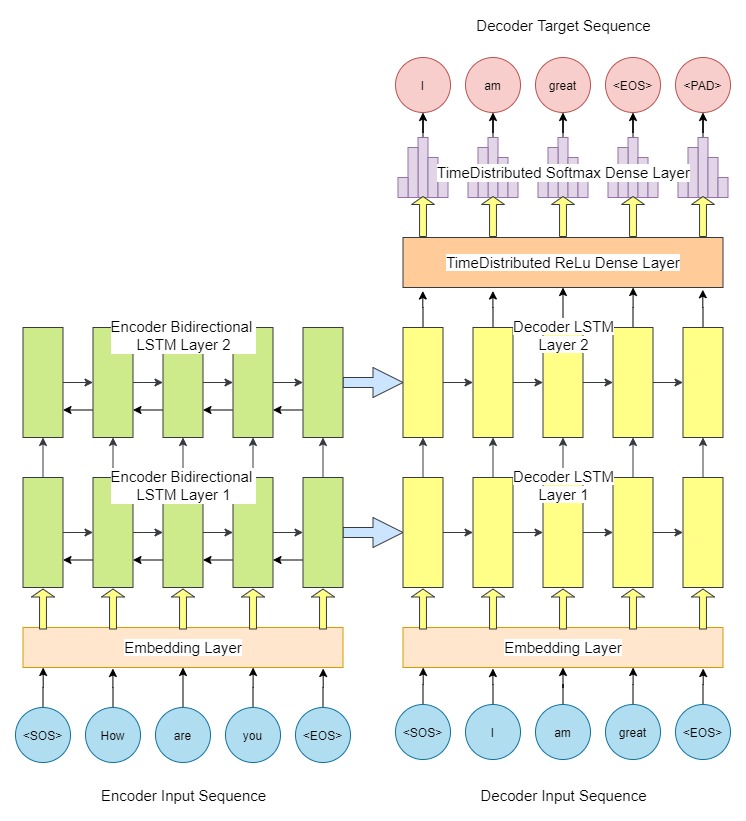 Decoder Target Sequence
I am great <EOS> <PAD>
TimeDistributed Softmax Dense Layer
TimeDistributed ReLu Dense Layer
Encoder Bidirectional
LSTM Layer 2
Decoder LSTM
Layer 2
Encoder Bidirectional
LSTM Layer 1
Decoder LSTM
Layer 1
Embedding Layer
Embedding Layer
<SOS> How are you <EOS>
<SOS> I am great <EOS>
Encoder Input Sequence
Decoder Input Sequence